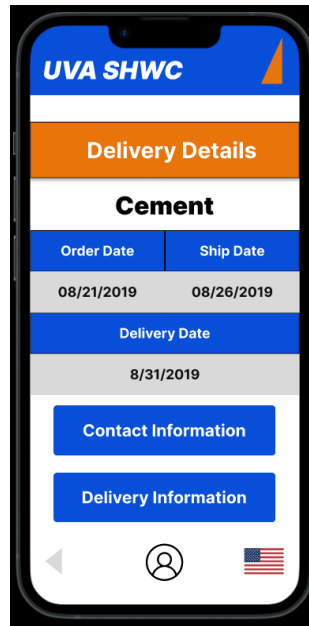 UVA SHWC
Delivery Details
Cement
Order Date Ship Date
08/21/2019 08/26/2019
Delivery Date
8/31/2019
Contact Information
Delivery Information